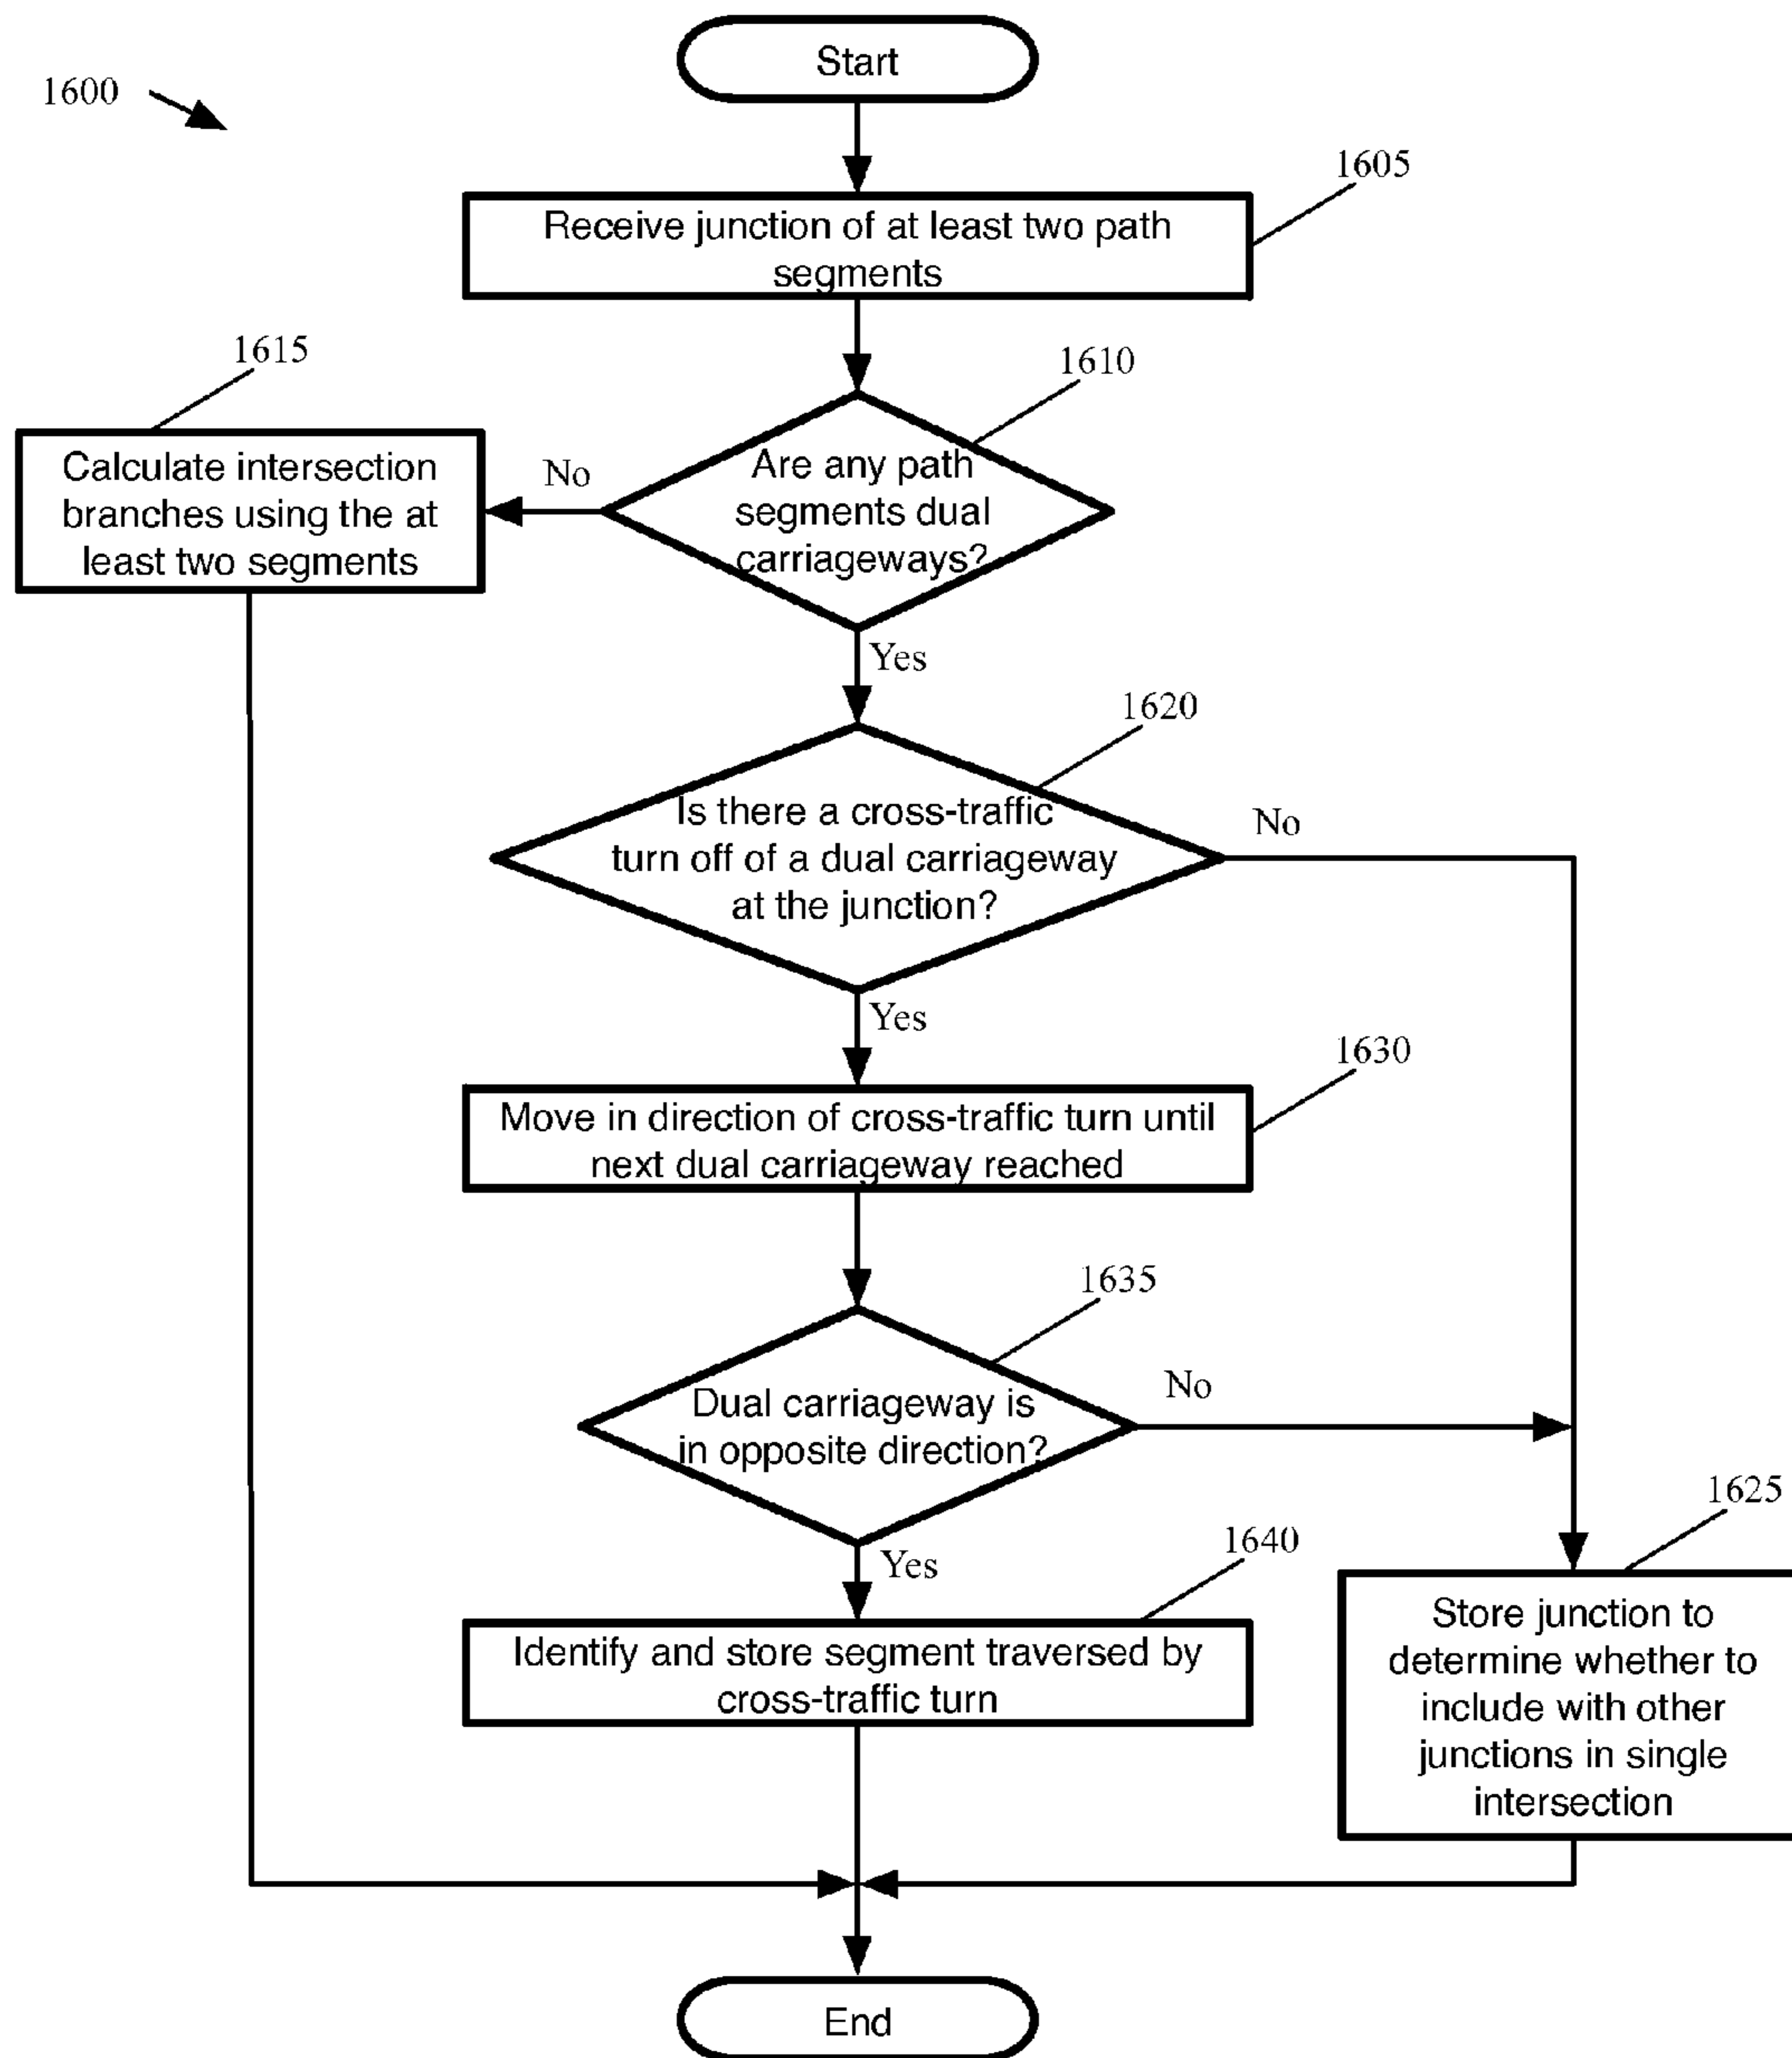 Start
1600
1605
Receive junction of at least two path
segments
1615
1610
Calculate intersection
branches using the at
least two segments
No
Are any path
segments dual
carriageways?
Yes
1620
Is there a cross-traffic
turn off of a dual carriageway
at the junction?
No
Yes
1630
Move in direction of cross-traffic turn until
next dual carriageway reached
1635
Dual carriageway is
in opposite direction?
No
1625
Yes
1640
Identify and store segment traversed by
cross-traffic turn
Store junction to
determine whether to
include with other
junctions in single
intersection
End